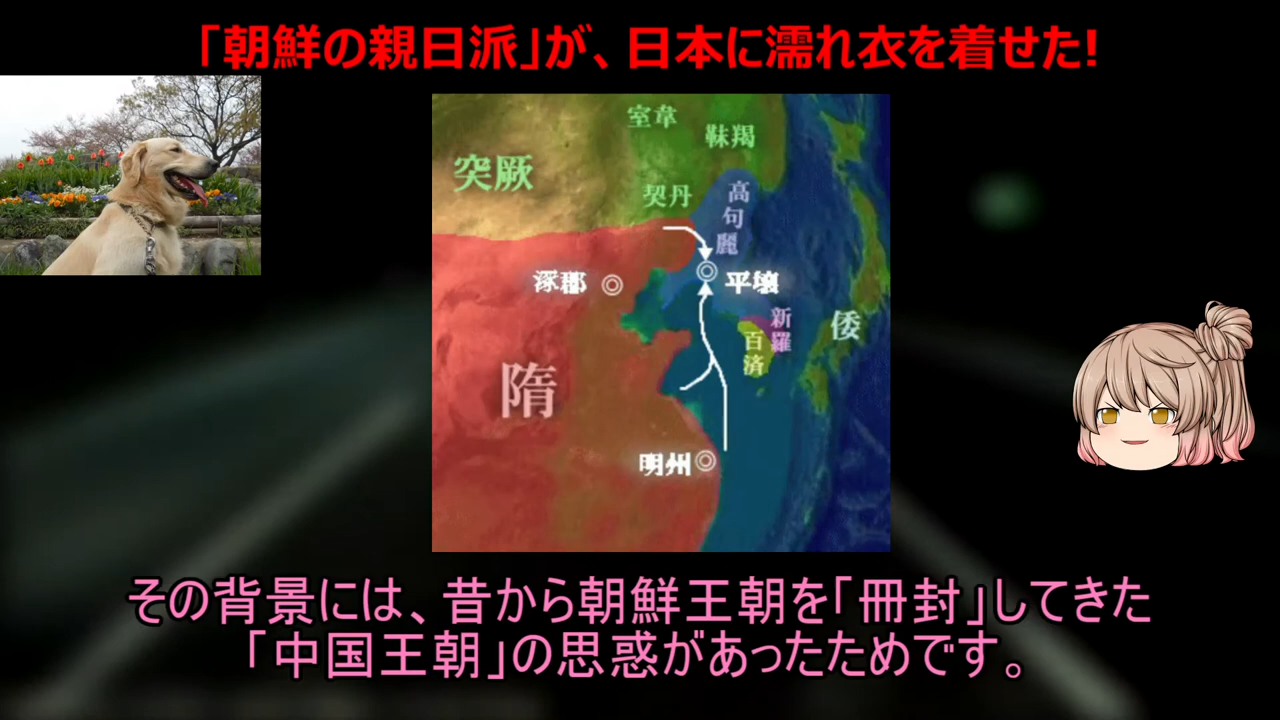 「朝鮮の親日派」が、日本に濡れ衣を着せた!
室韋
靺羯
突厥
契丹
高句麗
涿郡
平壌
新羅
百済
倭
隋
明州
その背景には、昔から朝鮮王朝を「冊封」してきた
「中国王朝」の思惑があったためです。